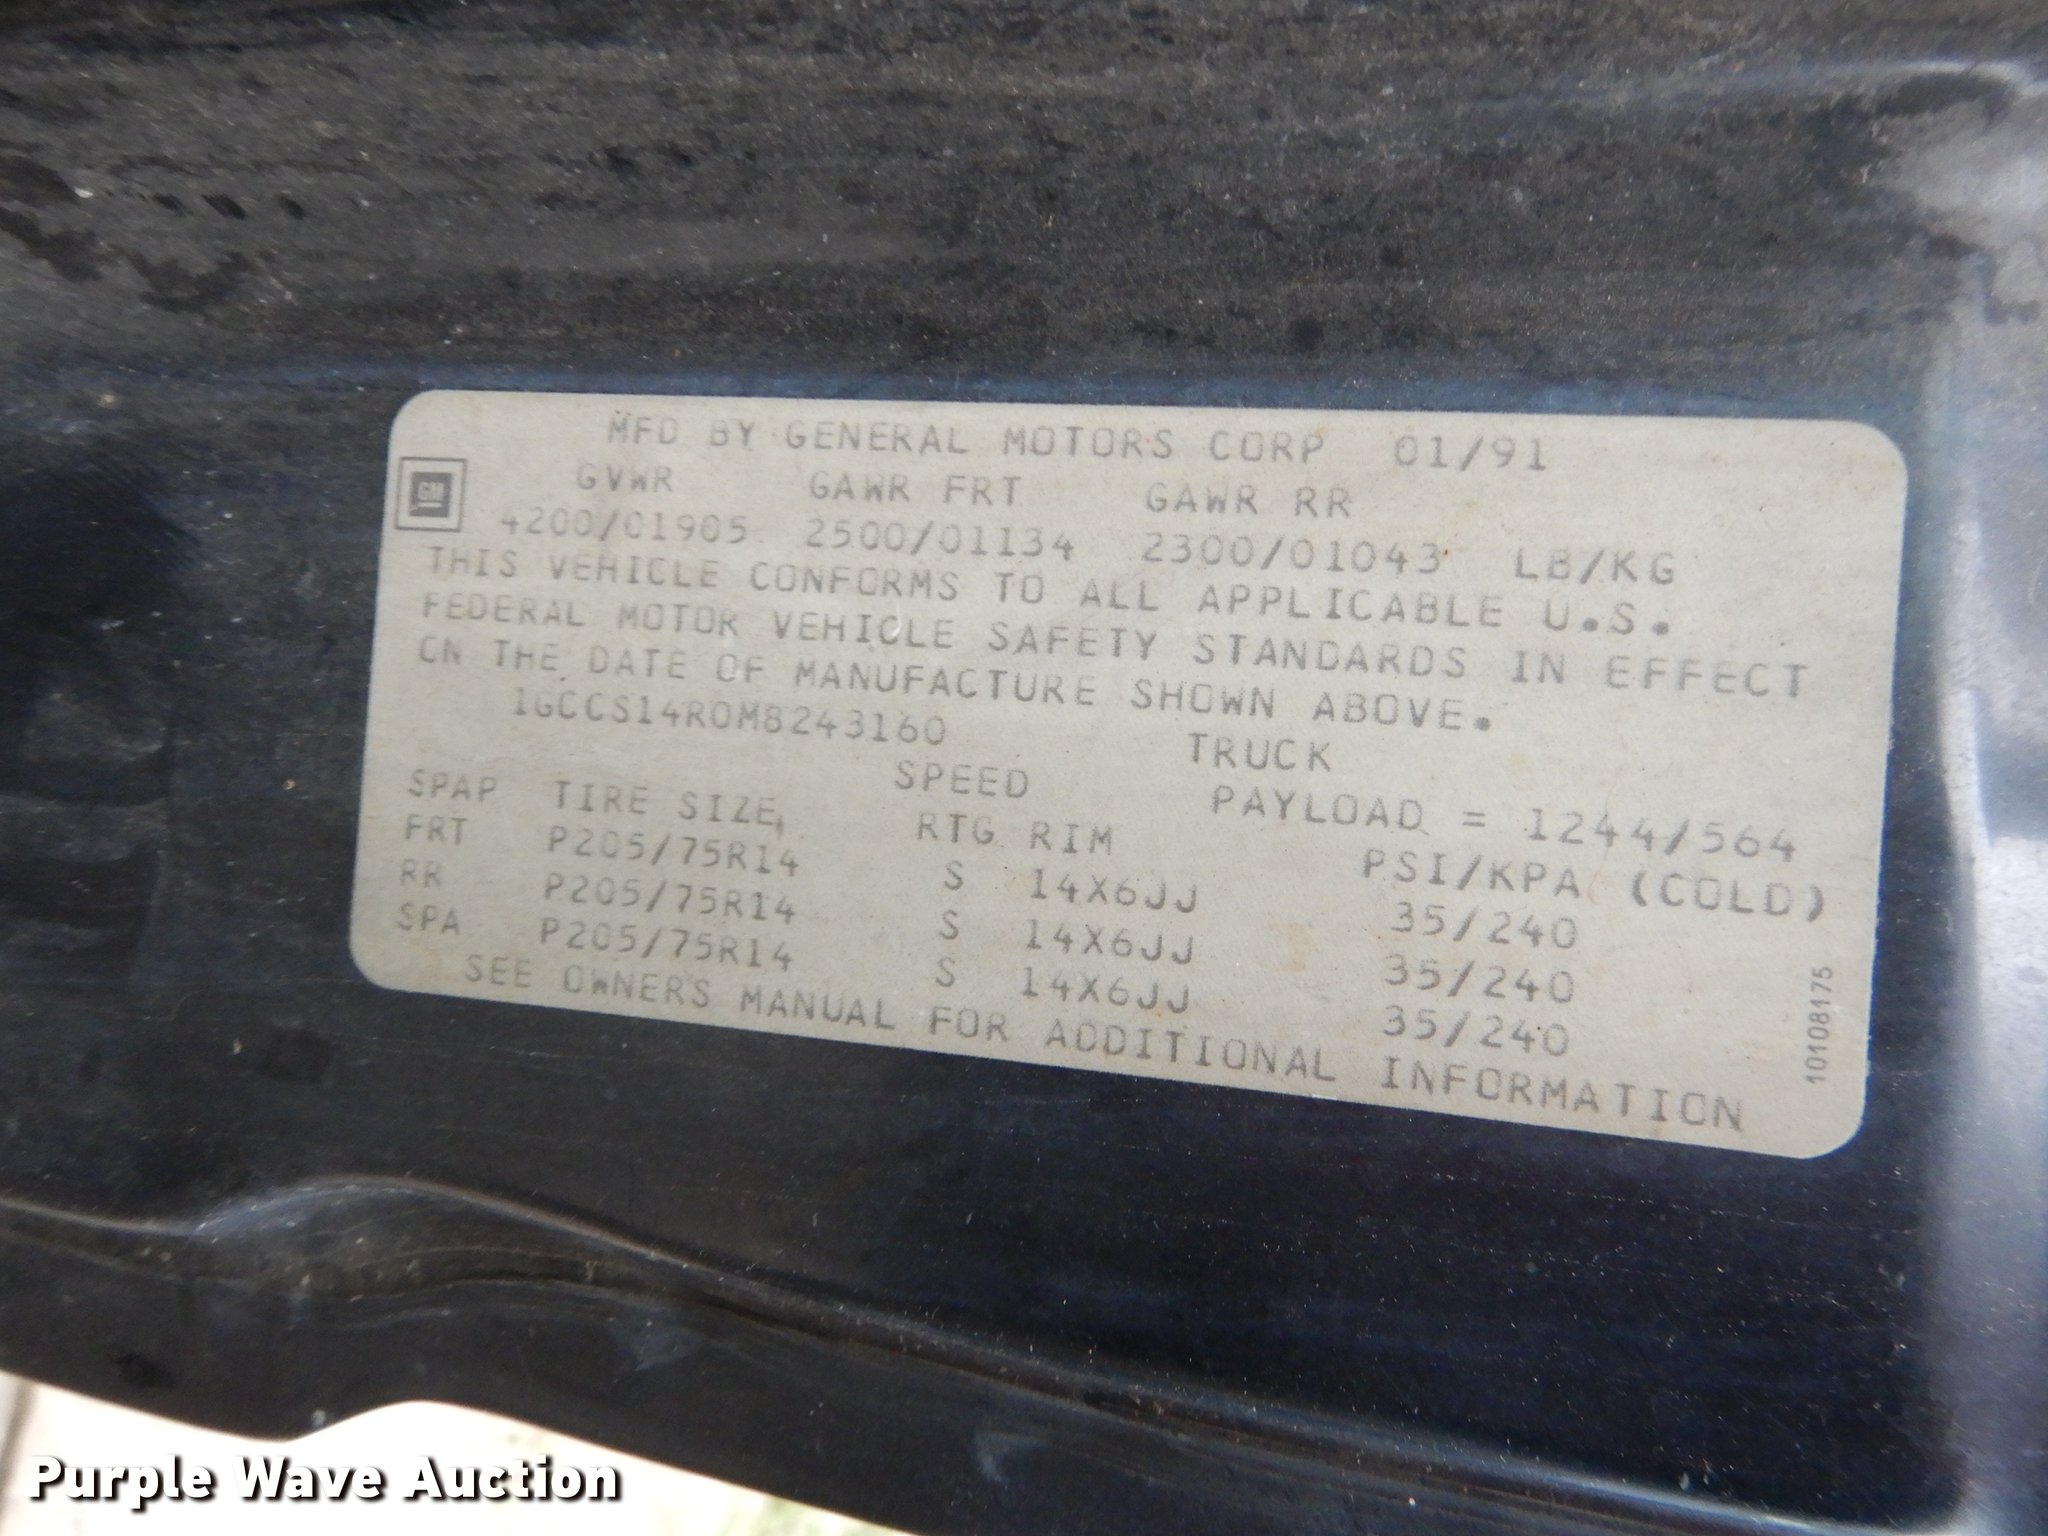 MFD BY GENERAL MOTORS CORP 01/91
GM
GVWR GAWR FRT GAWR RR
4200/01905 2500/01134 2300/01043 LB/KG
THIS VEHICLE CONFORMS TO ALL APPLICABLE U.S.
FEDERAL MOTOR VEHICLE SAFETY STANDARDS IN EFFECT
ON THE DATE OF MANUFACTURE SHOWN ABOVE.
1GCCS14R0M8243160 TRUCK
SPEED PAYLOAD = 1244/564
SPAP TIRE SIZE RTG RIM PSI/KPA (COLD)
FRT P205/75R14 S 14X6JJ 35/240
RR P205/75R14 S 14X6JJ 35/240
SPA P205/75R14 S 14X6JJ 35/240
SEE OWNERS MANUAL FOR ADDITIONAL INFORMATION
10108175
Purple Wave Auction